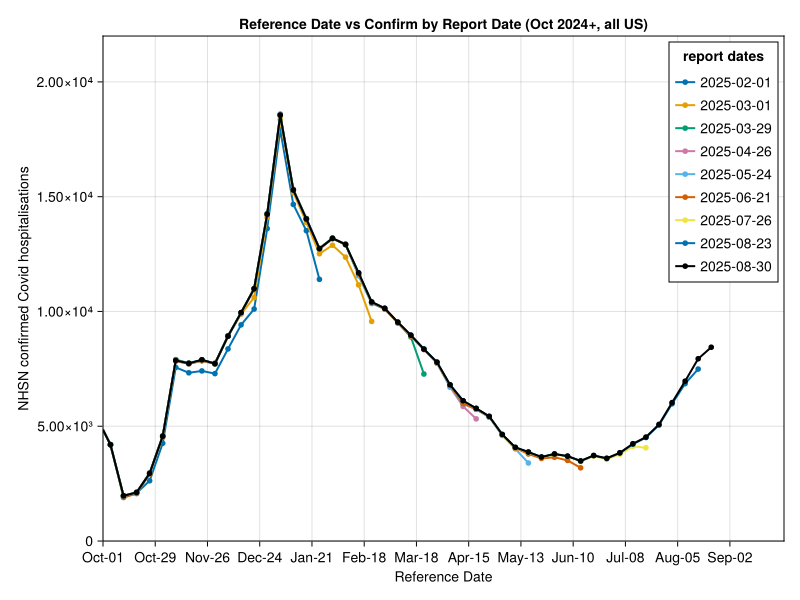 Reference Date vs Confirm by Report Date (Oct 2024+, all US)
NHSN confirmed Covid hospitalisations
2.00×10⁴
1.50×10⁴
1.00×10⁴
5.00×10³
0
report dates
2025-02-01
2025-03-01
2025-03-29
2025-04-26
2025-05-24
2025-06-21
2025-07-26
2025-08-23
2025-08-30
Oct-01 Oct-29 Nov-26 Dec-24 Jan-21 Feb-18 Mar-18 Apr-15 May-13 Jun-10 Jul-08 Aug-05 Sep-02
Reference Date